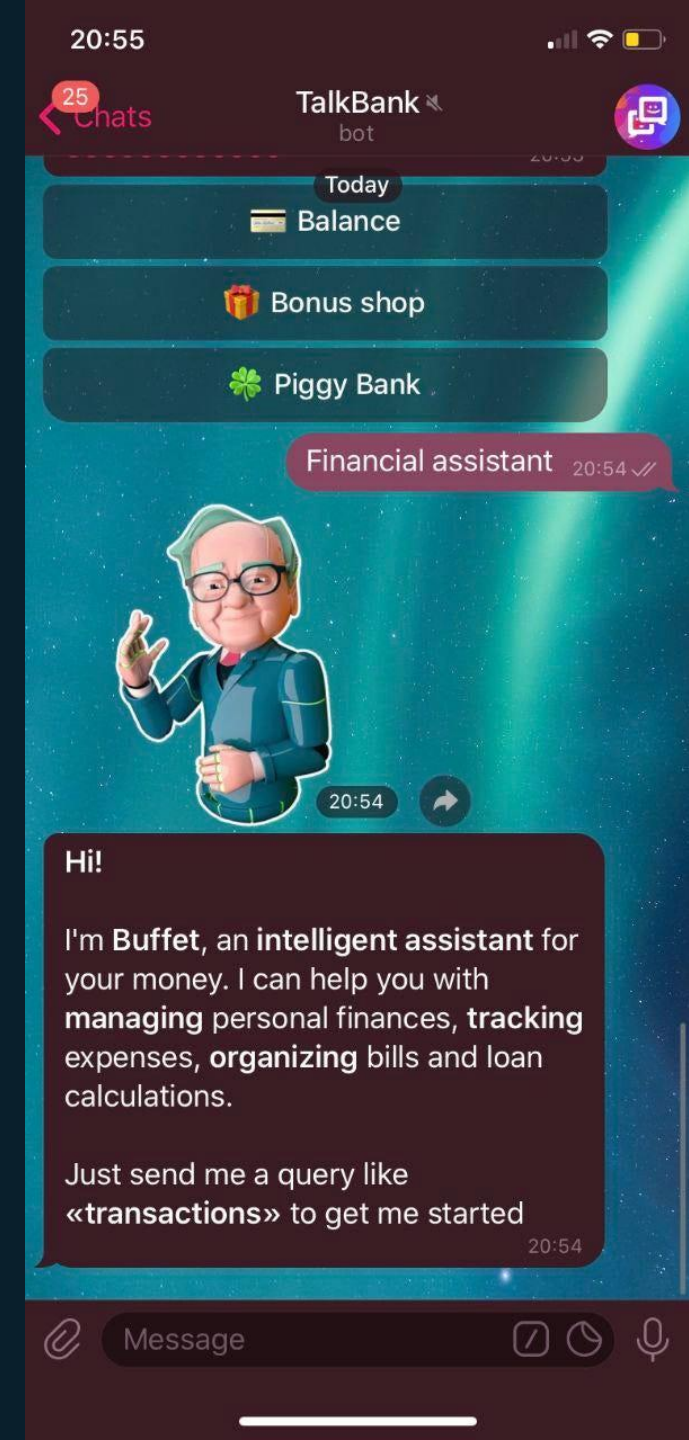 20:55
25
Chats
TalkBank
bot
Today
Balance
Bonus shop
Piggy Bank
Financial assistant 20:54
20:54
Hi!
I'm Buffet, an intelligent assistant for
your money. I can help you with
managing personal finances, tracking
expenses, organizing bills and loan
calculations.
Just send me a query like
«transactions» to get me started
20:54
Message